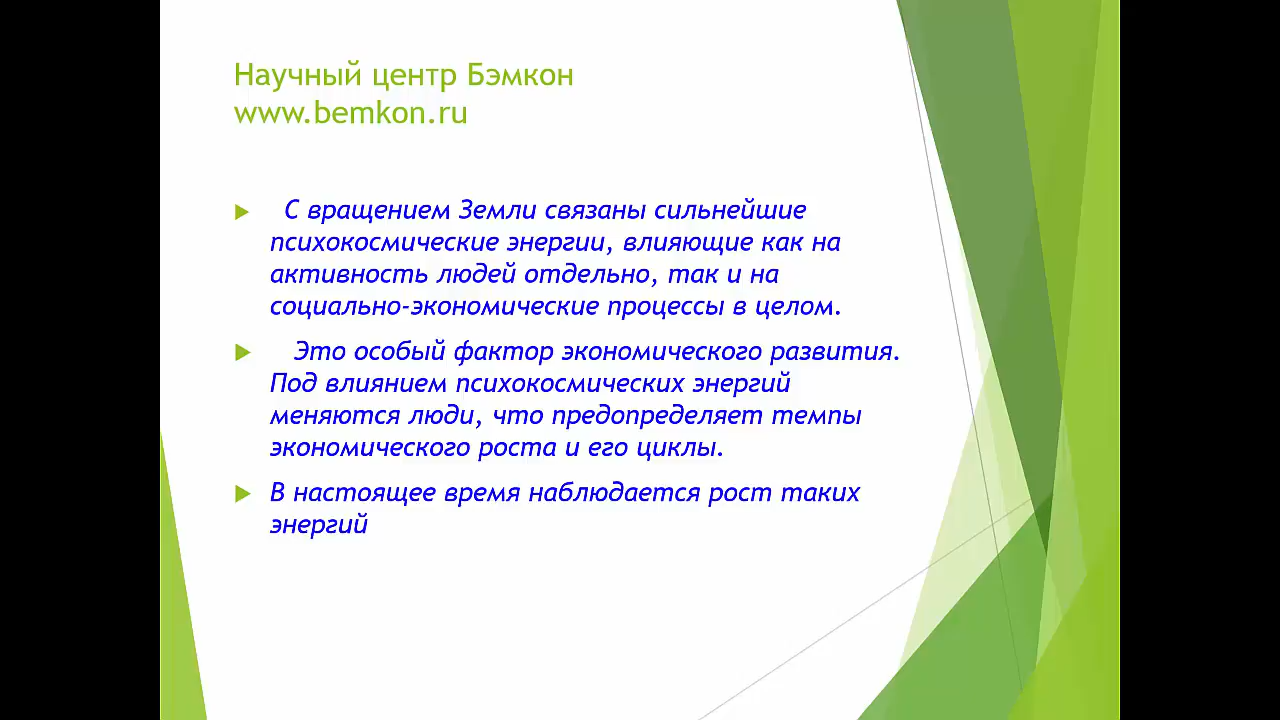 Научный центр Бэмкон
www.bemkon.ru
С вращением Земли связаны сильнейшие
психокосмические энергии, влияющие как на
активность людей отдельно, так и на
социально-экономические процессы в целом.
Это особый фактор экономического развития.
Под влиянием психокосмических энергий
меняются люди, что предопределяет темпы
экономического роста и его циклы.
В настоящее время наблюдается рост таких
энергий